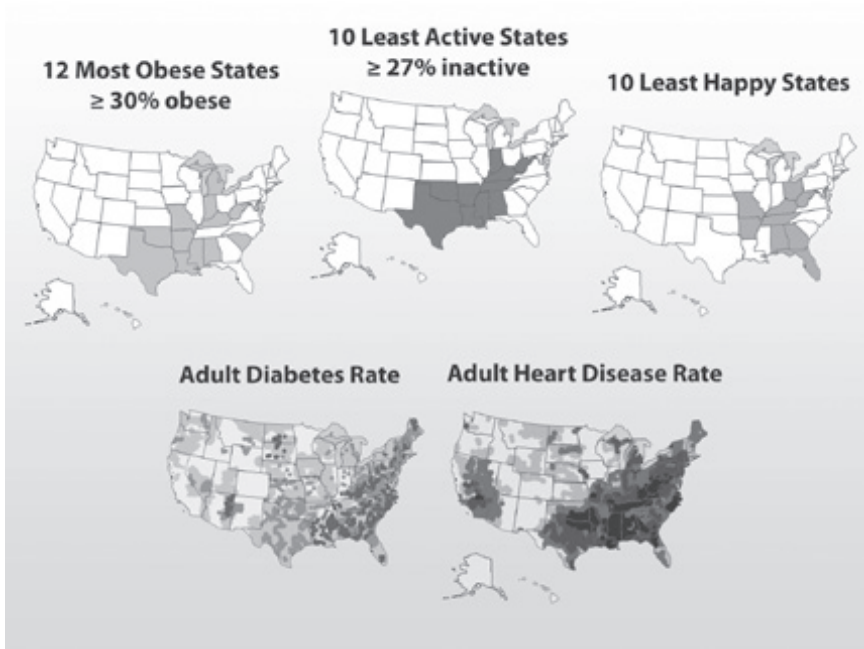 12 Most Obese States
≥ 30% obese
10 Least Active States
≥ 27% inactive
10 Least Happy States
Adult Diabetes Rate
Adult Heart Disease Rate